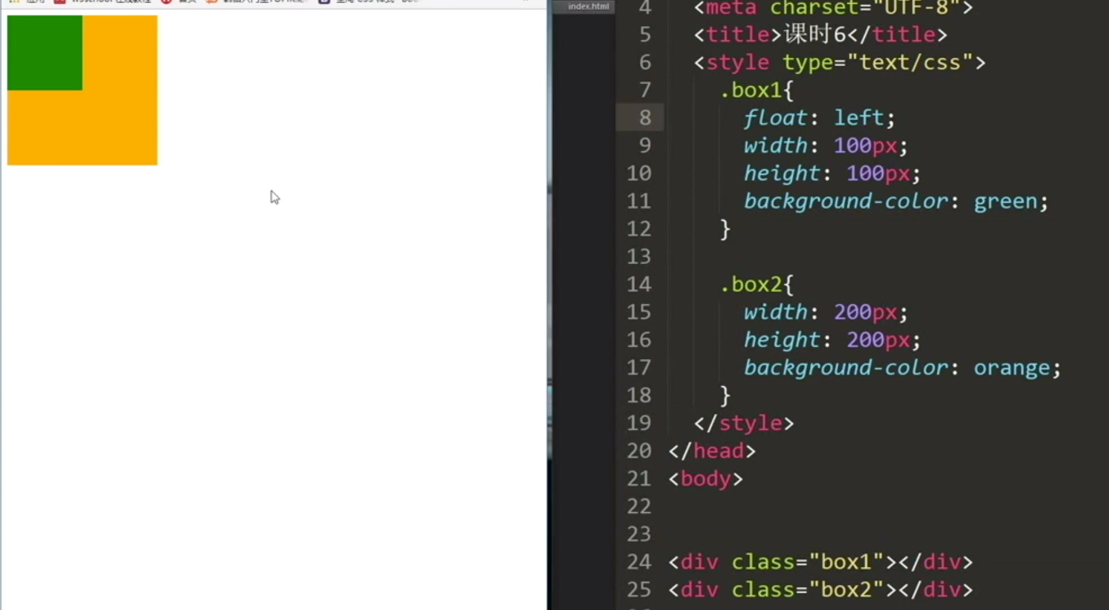 应用
index.html
4 <meta charset="UTF-8">
5 <title>课时6</title>
6 <style type="text/css">
7 .box1{
8 float: left;
9 width: 100px;
10 height: 100px;
11 background-color: green;
12 }
13
14 .box2{
15 width: 200px;
16 height: 200px;
17 background-color: orange;
18 }
19 </style>
20 </head>
21 <body>
22
23
24 <div class="box1"></div>
25 <div class="box2"></div>